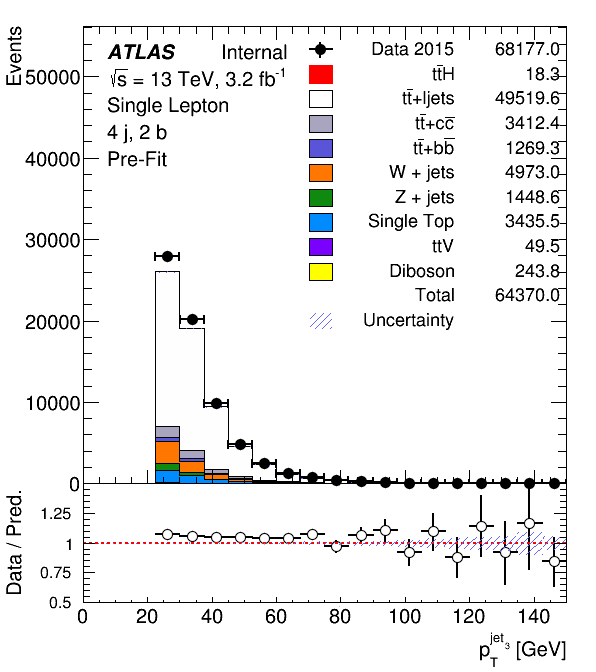 Events
50000
40000
30000
20000
10000
0
ATLAS Internal
√s = 13 TeV, 3.2 fb⁻¹
Single Lepton
4 j, 2 b
Pre-Fit
Data 2015 68177.0
tt̄H 18.3
tt̄+ljets 49519.6
tt̄+cc̄ 3412.4
tt̄+bb̄ 1269.3
W + jets 4973.0
Z + jets 1448.6
Single Top 3435.5
ttV 49.5
Diboson 243.8
Total 64370.0
Uncertainty
Data / Pred.
1.25
1
0.75
0.5
0 20 40 60 80 100 120 140
p_T^jet₃ [GeV]